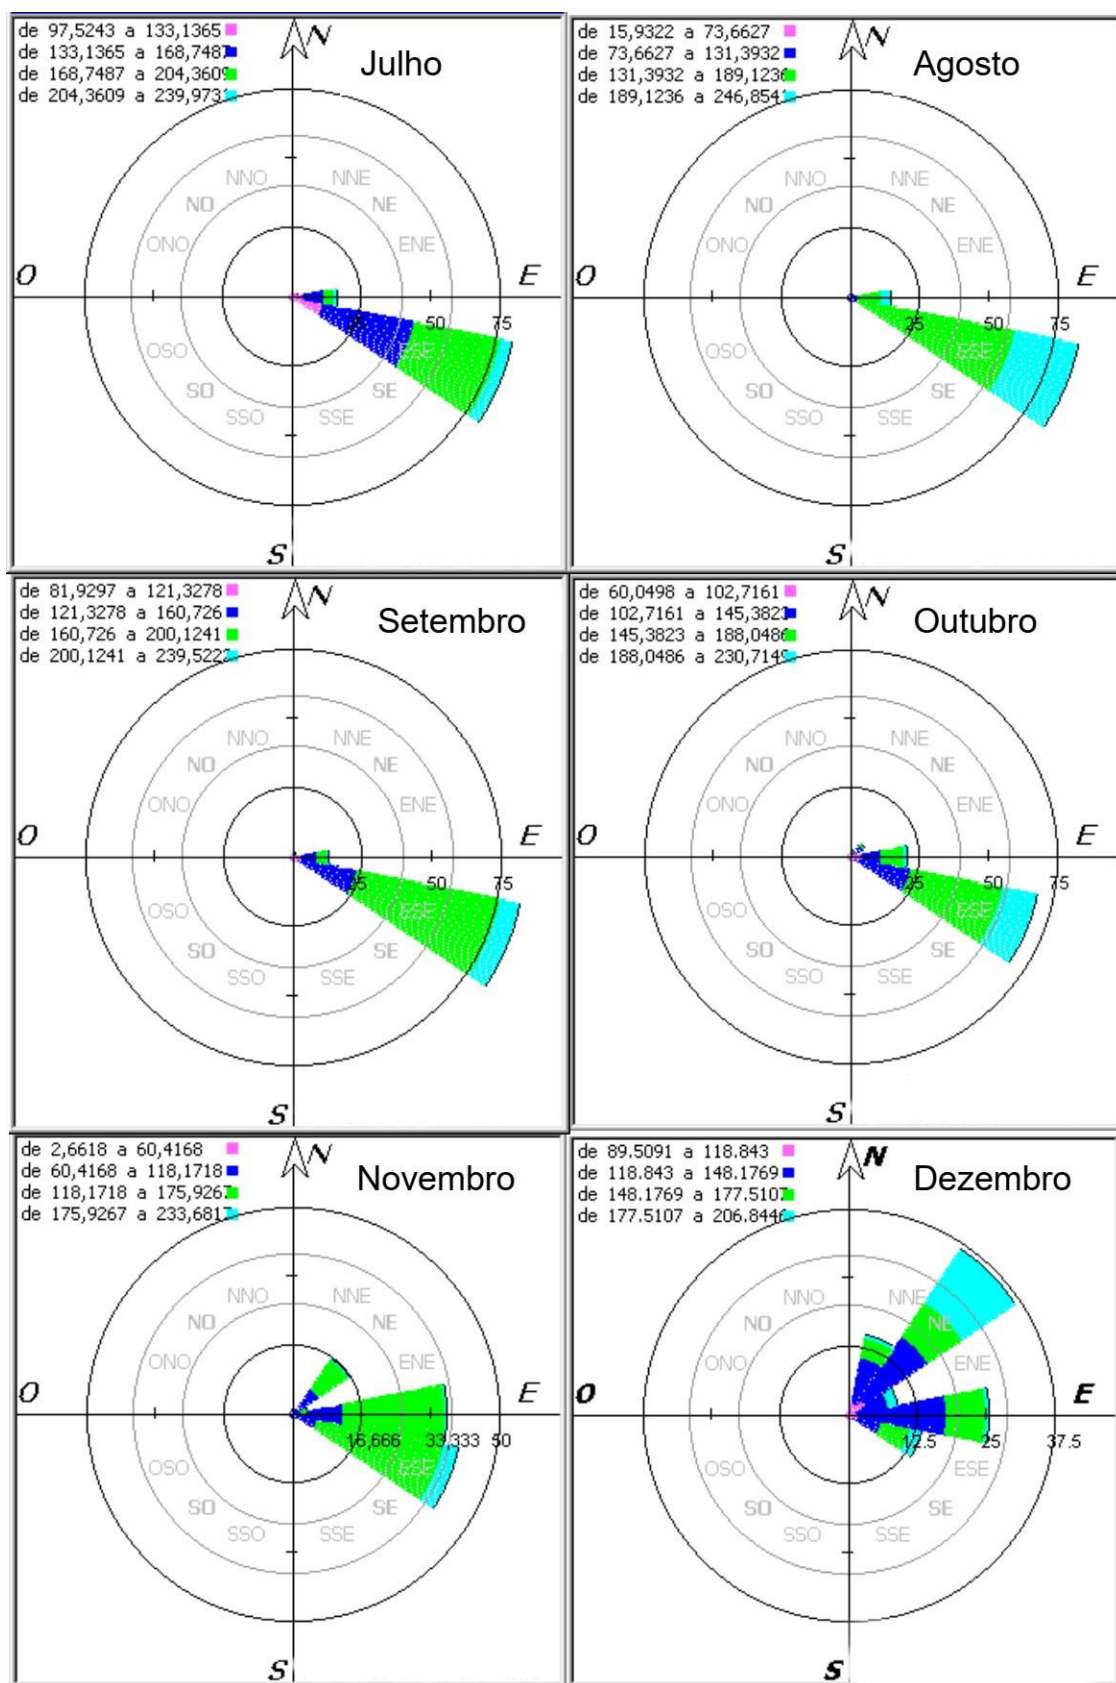 de 97,5243 a 133,1365
de 133,1365 a 168,7487
de 168,7487 a 204,3609
de 204,3609 a 239,973
N
Julho
NNO
NNE
NO
NE
ONO
ENE
O
E
25
50
75
OSO
ESE
SO
SE
SSO
SSE
S
de 15,9322 a 73,6627
de 73,6627 a 131,3932
de 131,3932 a 189,1236
de 189,1236 a 246,854
N
Agosto
NNO
NNE
NO
NE
ONO
ENE
O
E
25
50
75
OSO
ESE
SO
SE
SSO
SSE
S
de 81,9297 a 121,3278
de 121,3278 a 160,726
de 160,726 a 200,1241
de 200,1241 a 239,522
N
Setembro
NNO
NNE
NO
NE
ONO
ENE
O
E
25
50
75
OSO
ESE
SO
SE
SSO
SSE
S
de 60,0498 a 102,7161
de 102,7161 a 145,3823
de 145,3823 a 188,0486
de 188,0486 a 230,7149
N
Outubro
NNO
NNE
NO
NE
ONO
ENE
O
E
25
50
75
OSO
ESE
SO
SE
SSO
SSE
S
de 2,6618 a 60,4168
de 60,4168 a 118,1718
de 118,1718 a 175,9267
de 175,9267 a 233,681
N
Novembro
NNO
NNE
NO
NE
ONO
ENE
O
E
16,666
33,333
50
OSO
ESE
SO
SE
SSO
SSE
S
de 89.5091 a 118.843
de 118.843 a 148.1769
de 148.1769 a 177.5107
de 177.5107 a 206.8446
N
Dezembro
NNO
NNE
NO
NE
ONO
ENE
O
E
12.5
25
37.5
OSO
ESE
SO
SE
SSO
SSE
S